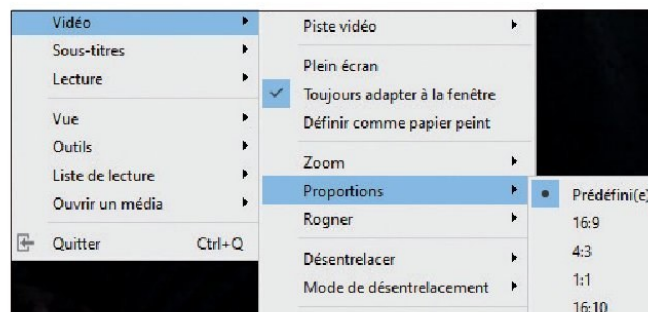 Vidéo
Sous-titres
Lecture
Vue
Outils
Liste de lecture
Ouvrir un média
Quitter Ctrl+Q
Piste vidéo
Plein écran
Toujours adapter à la fenêtre
Définir comme papier peint
Zoom
Proportions
Rogner
Désentrelacer
Mode de désentrelacement
Prédéfini(e)
16:9
4:3
1:1
16:10